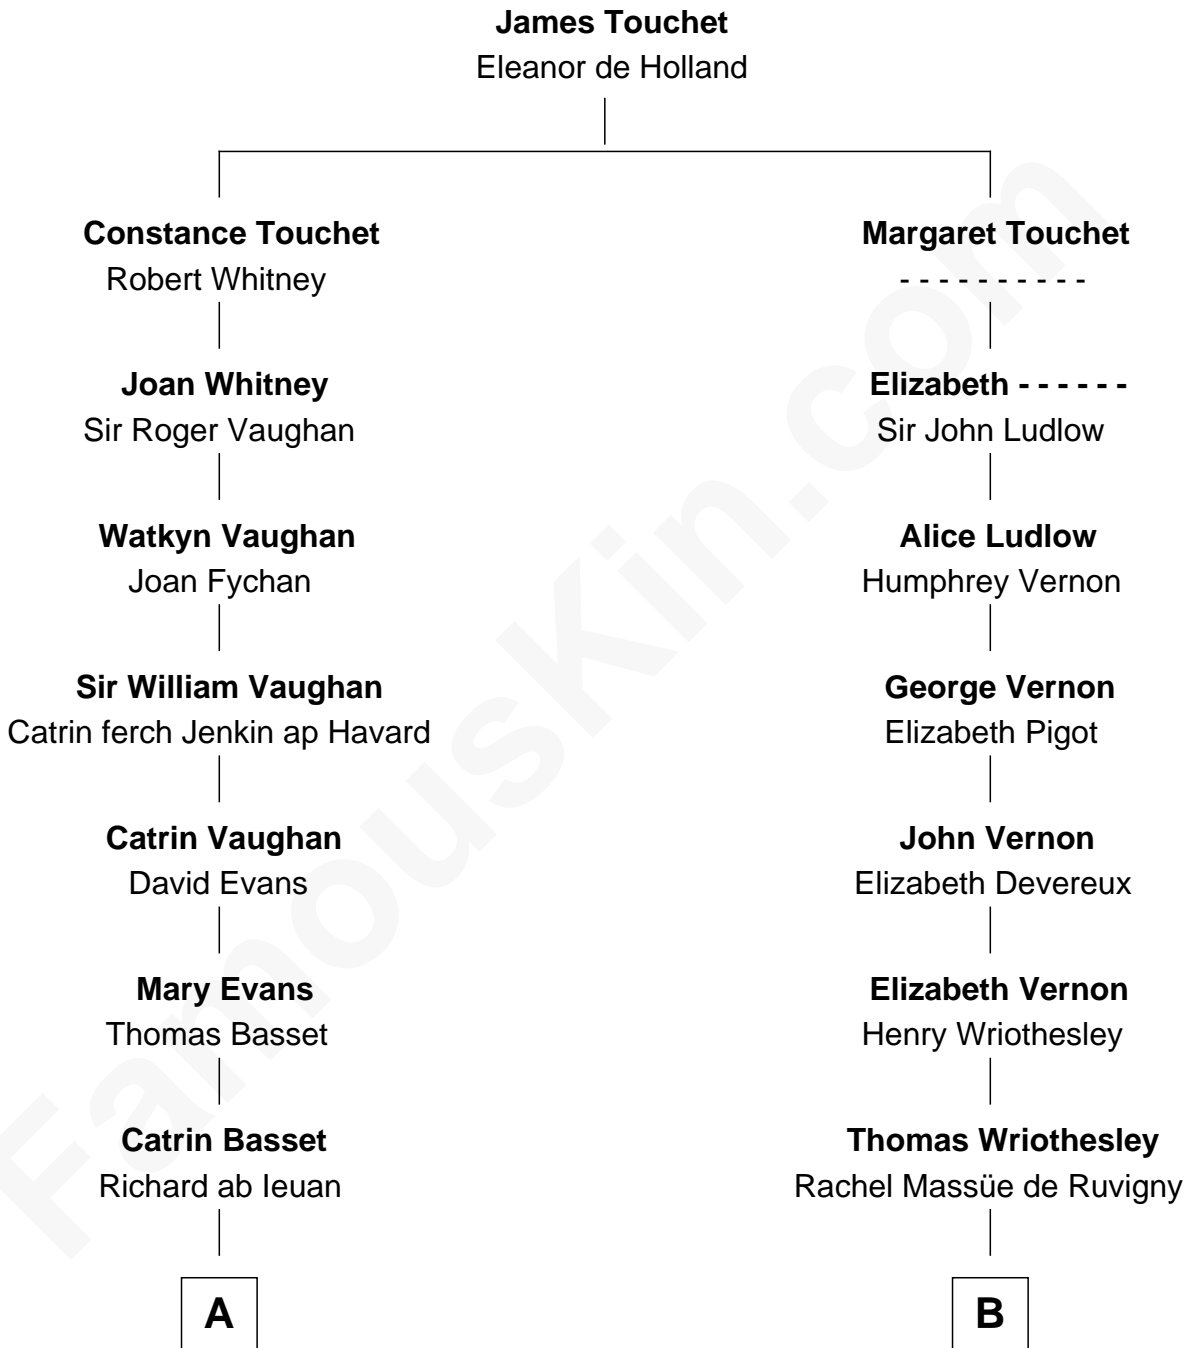 James Touchet
Eleanor de Holland
Constance Touchet
Robert Whitney
Joan Whitney
Sir Roger Vaughan
Watkyn Vaughan
Joan Fychan
Sir William Vaughan
Catrin ferch Jenkin ap Havard
Catrin Vaughan
David Evans
Mary Evans
Thomas Basset
Catrin Basset
Richard ab Ieuan
A
Margaret Touchet
- - - - - - - - - -
Elizabeth - - - - - -
Sir John Ludlow
Alice Ludlow
Humphrey Vernon
George Vernon
Elizabeth Pigot
John Vernon
Elizabeth Devereux
Elizabeth Vernon
Henry Wriothesley
Thomas Wriothesley
Rachel Massüe de Ruvigny
B
FamousKin.com